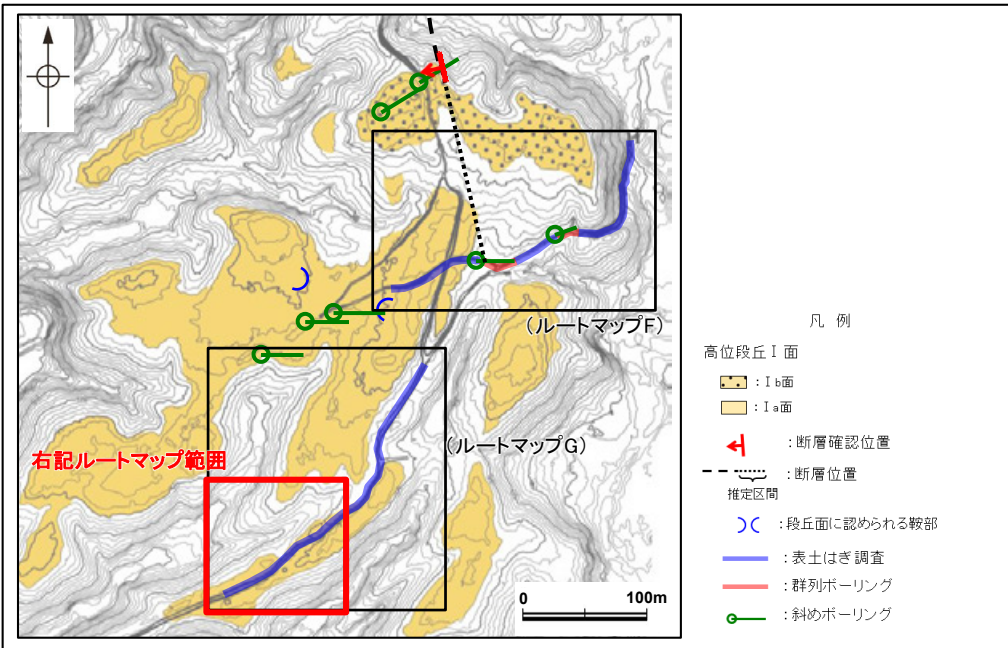 (ルートマップF)
(ルートマップG)
右記ルートマップ範囲
0 100m
凡 例
高位段丘Ⅰ面
：Ⅰb面
：Ⅰa面
：断層確認位置
：断層位置
推定区間
：段丘面に認められる鞍部
：表土はぎ調査
：群列ボーリング
：斜めボーリング